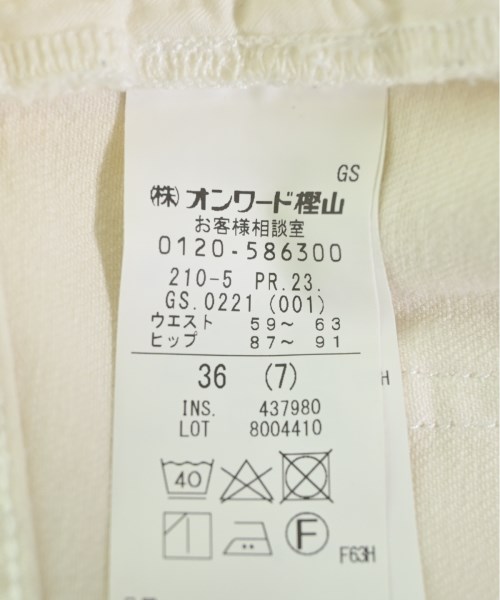 GS
㈱オンワード樫山
お客様相談室
0120-586300
210-5 PR.23.
GS.0221 (001)
ウエスト 59〜 63
ヒップ 87〜 91
36 (7)
H
INS. 437980
LOT 8004410
40
F
F63H